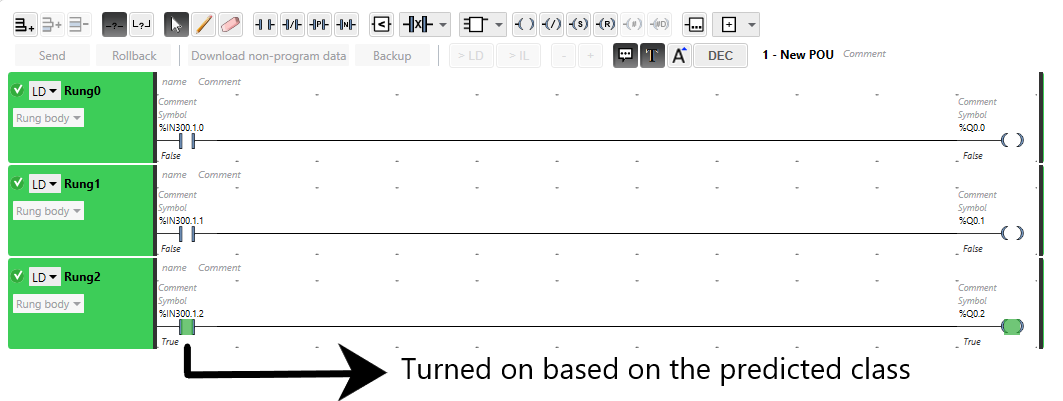 -?- L?J ┤├ ┤/├ ┤P├ ┤N├ < ┤X├ ( ) (/) (S) (R) (#) (#D) ... +
Send Rollback Download non-program data Backup > LD > IL - + T A DEC 1 - New POU Comment
LD Rung0 name Comment
Rung body
Comment Comment
Symbol Symbol
%IN300.1.0 %Q0.0
False False
LD Rung1 name Comment
Rung body
Comment Comment
Symbol Symbol
%IN300.1.1 %Q0.1
False False
LD Rung2 name Comment
Rung body
Comment Comment
Symbol Symbol
%IN300.1.2 %Q0.2
True True
Turned on based on the predicted class